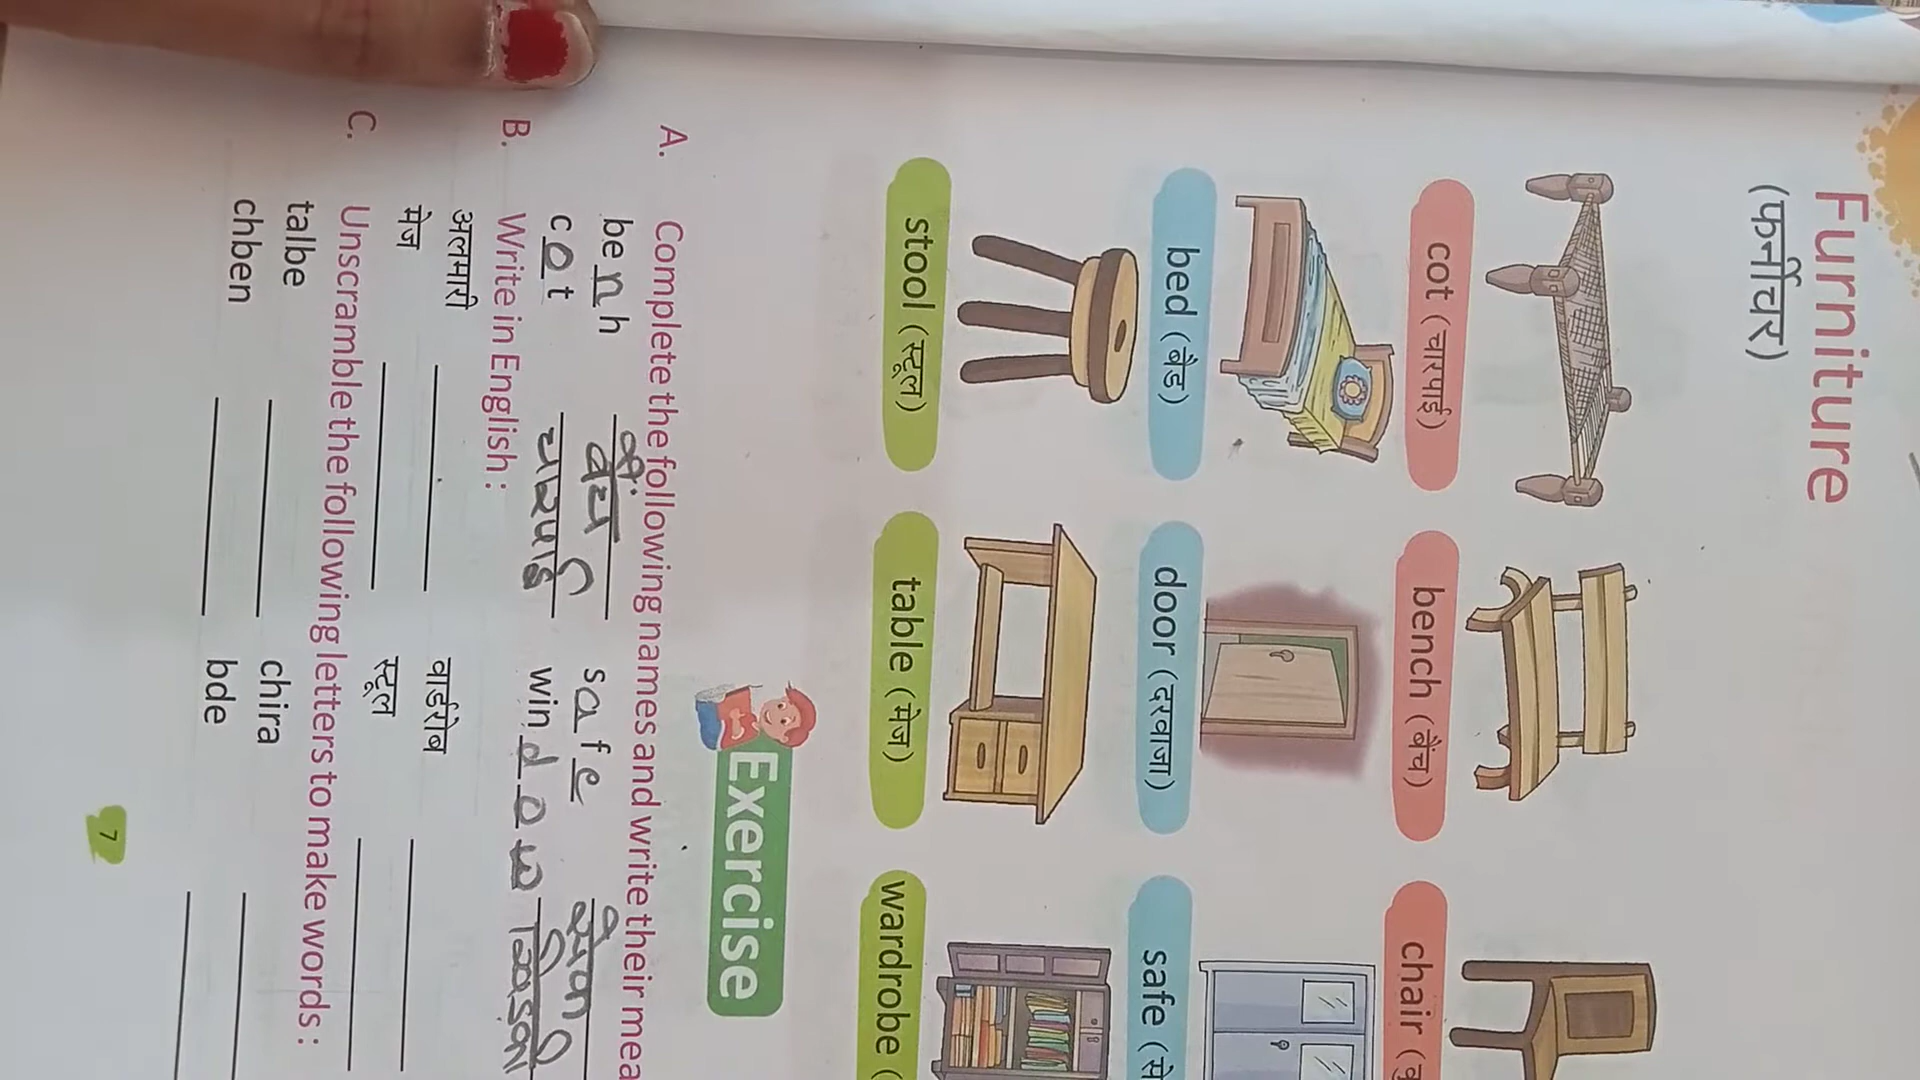 Furniture
(फर्नीचर)
cot (चारपाई) bench (बैंच) chair
bed (बैड) door (दरवाजा) safe
stool (स्टूल) table (मेज) wardrobe
Exercise
A. Complete the following names and write their
be n h बैंच s a f e
c o t चारपाई win d o w
B. Write in English :
अलमारी वार्डरोब
मेज स्टूल
C. Unscramble the following letters to make words :
talbe chira
chben bde
7